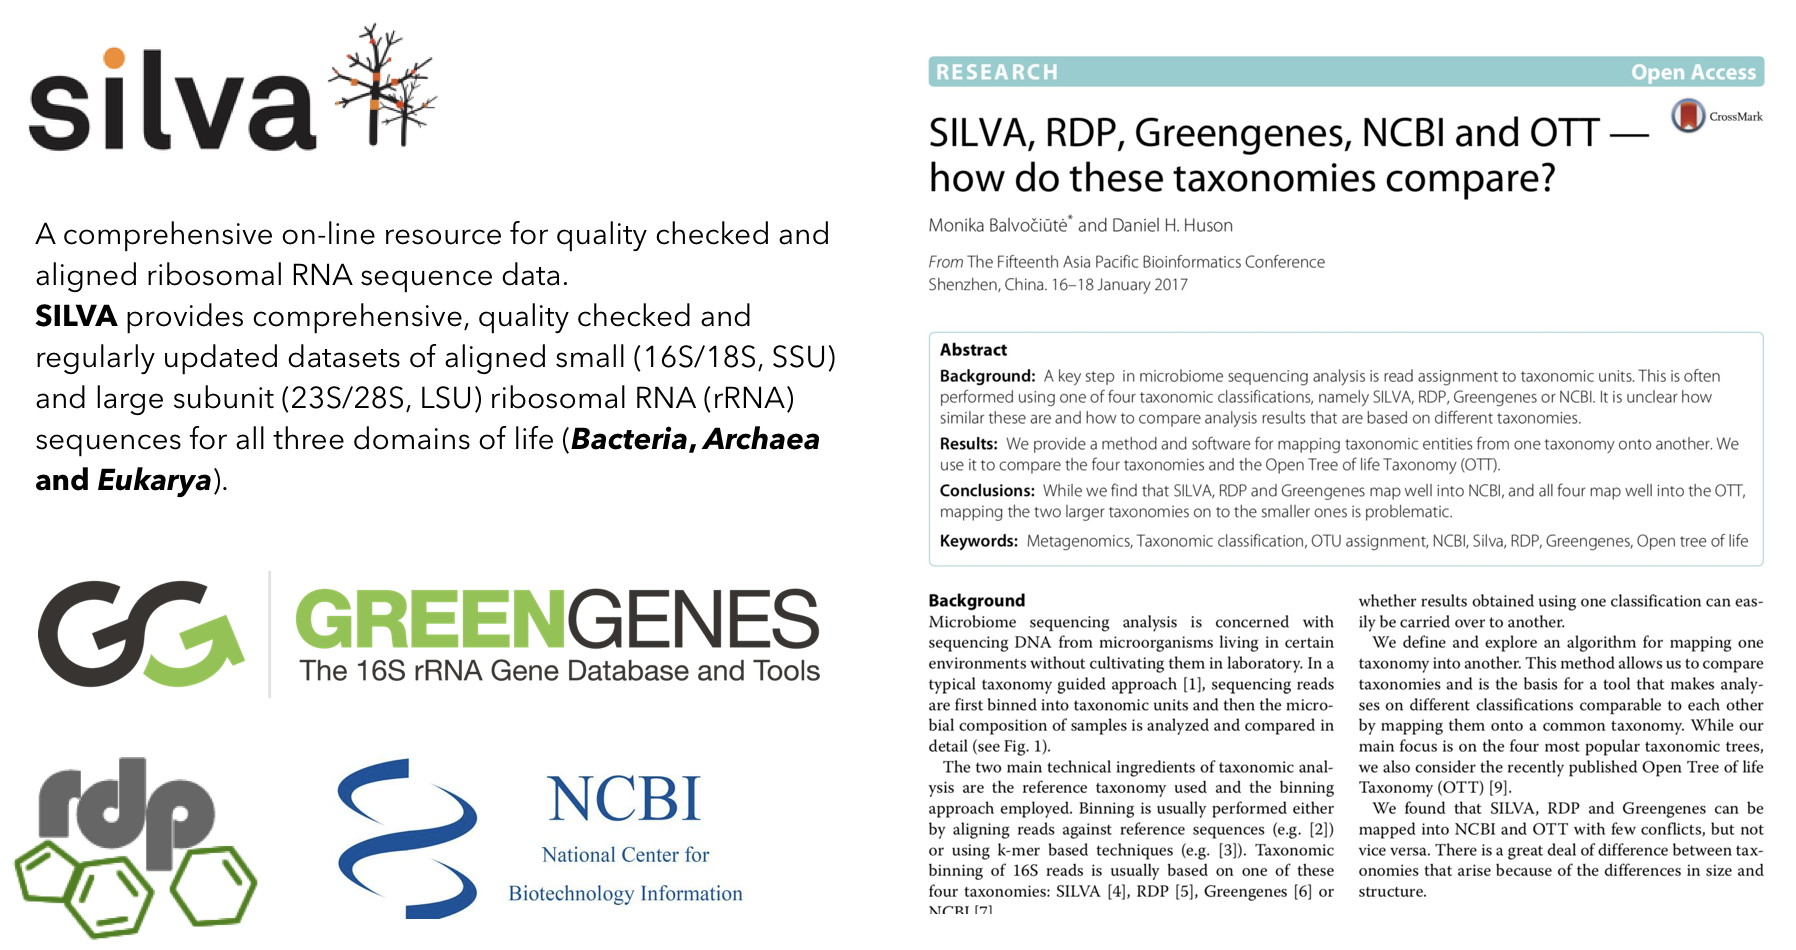 silva
A comprehensive on-line resource for quality checked and
aligned ribosomal RNA sequence data.
SILVA provides comprehensive, quality checked and
regularly updated datasets of aligned small (16S/18S, SSU)
and large subunit (23S/28S, LSU) ribosomal RNA (rRNA)
sequences for all three domains of life (Bacteria, Archaea
and Eukarya).
GG
GREENGENES
The 16S rRNA Gene Database and Tools
rdp
NCBI
National Center for
Biotechnology Information
RESEARCH
Open Access
CrossMark
SILVA, RDP, Greengenes, NCBI and OTT —
how do these taxonomies compare?
Monika Balvočiūtė* and Daniel H. Huson
From The Fifteenth Asia Pacific Bioinformatics Conference
Shenzhen, China. 16–18 January 2017
Abstract
Background: A key step in microbiome sequencing analysis is read assignment to taxonomic units. This is often
performed using one of four taxonomic classifications, namely SILVA, RDP, Greengenes or NCBI. It is unclear how
similar these are and how to compare analysis results that are based on different taxonomies.
Results: We provide a method and software for mapping taxonomic entities from one taxonomy onto another. We
use it to compare the four taxonomies and the Open Tree of life Taxonomy (OTT).
Conclusions: While we find that SILVA, RDP and Greengenes map well into NCBI, and all four map well into the OTT,
mapping the two larger taxonomies on to the smaller ones is problematic.
Keywords: Metagenomics, Taxonomic classification, OTU assignment, NCBI, Silva, RDP, Greengenes, Open tree of life
Background
Microbiome sequencing analysis is concerned with
sequencing DNA from microorganisms living in certain
environments without cultivating them in laboratory. In a
typical taxonomy guided approach [1], sequencing reads
are first binned into taxonomic units and then the micro-
bial composition of samples is analyzed and compared in
detail (see Fig. 1).
The two main technical ingredients of taxonomic anal-
ysis are the reference taxonomy used and the binning
approach employed. Binning is usually performed either
by aligning reads against reference sequences (e.g. [2])
or using k-mer based techniques (e.g. [3]). Taxonomic
binning of 16S reads is usually based on one of these
four taxonomies: SILVA [4], RDP [5], Greengenes [6] or
NCBI [7]
whether results obtained using one classification can eas-
ily be carried over to another.
We define and explore an algorithm for mapping one
taxonomy into another. This method allows us to compare
taxonomies and is the basis for a tool that makes analy-
ses on different classifications comparable to each other
by mapping them onto a common taxonomy. While our
main focus is on the four most popular taxonomic trees,
we also consider the recently published Open Tree of life
Taxonomy (OTT) [9].
We found that SILVA, RDP and Greengenes can be
mapped into NCBI and OTT with few conflicts, but not
vice versa. There is a great deal of difference between tax-
onomies that arise because of the differences in size and
structure.